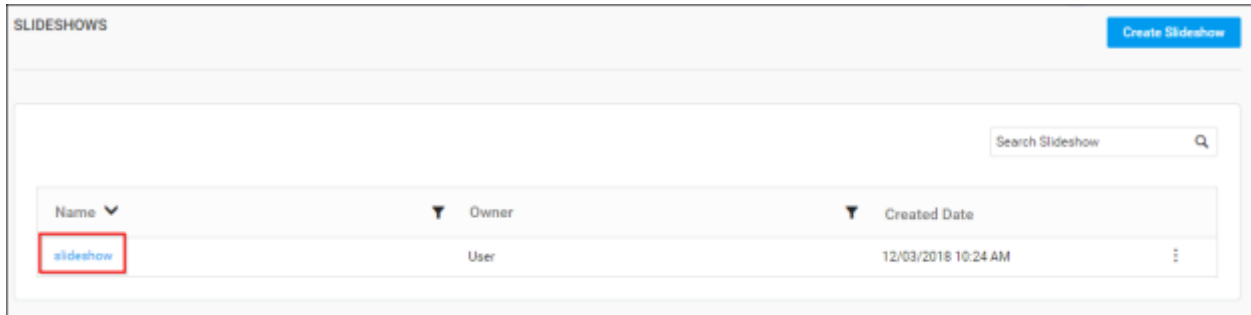 SLIDESHOWS
Create Slideshow
Search Slideshow
Name Owner Created Date
slideshow User 12/03/2018 10:24 AM